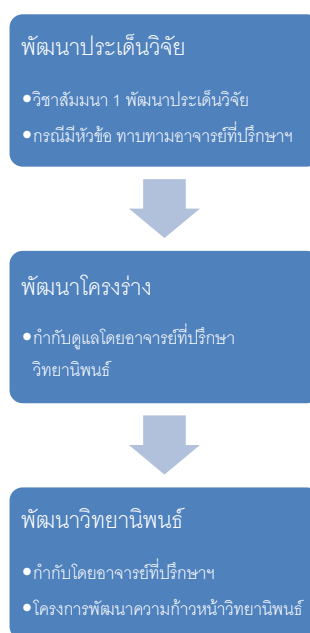 พัฒนาประเด็นวิจัย
•วิชาสัมมนา 1 พัฒนาประเด็นวิจัย
•กรณีมีหัวข้อ ทาบทามอาจารย์ที่ปรึกษาฯ
พัฒนาโครงร่าง
•กำกับดูแลโดยอาจารย์ที่ปรึกษา
วิทยานิพนธ์
พัฒนาวิทยานิพนธ์
•กำกับโดยอาจารย์ที่ปรึกษาฯ
•โครงการพัฒนาความก้าวหน้าวิทยานิพนธ์